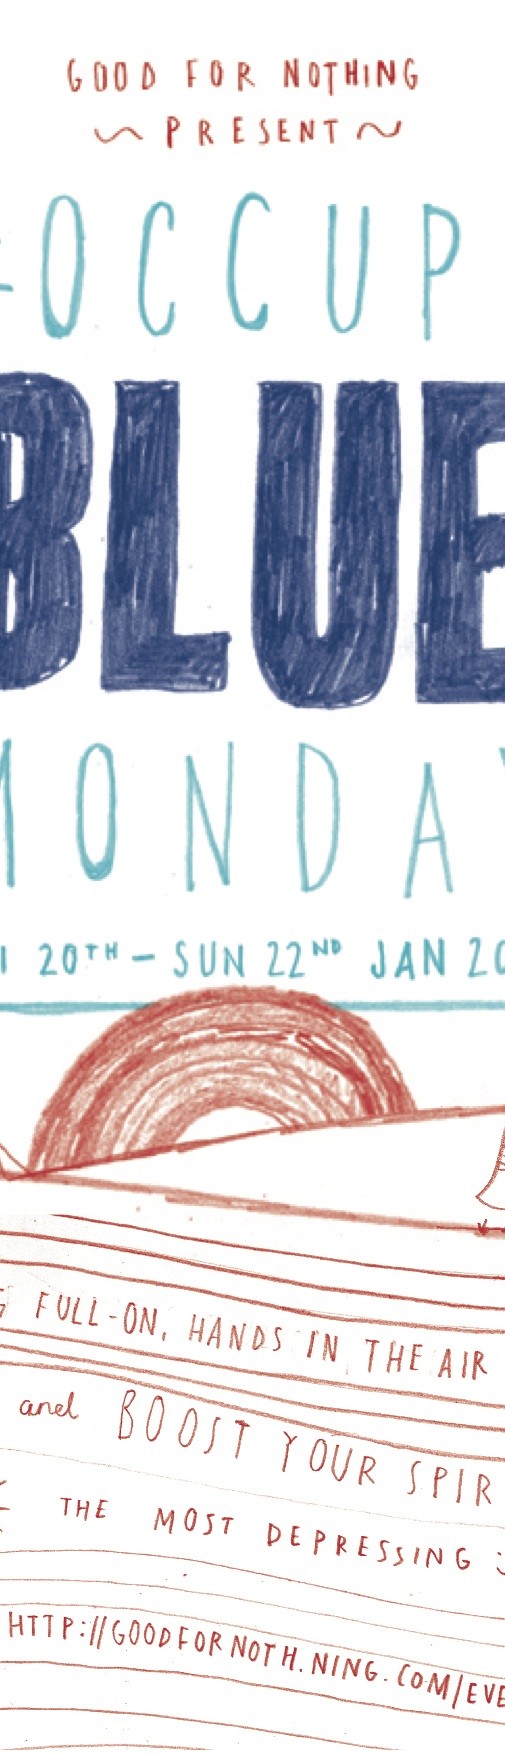 GOOD FOR NOTHING
~ PRESENT ~
-OCCUP
BLUE
MONDAY
I 20TH - SUN 22ND JAN 20
G FULL-ON, HANDS IN THE AIR
and BOOST YOUR SPIR
THE MOST DEPRESSING
HTTP://GOODFORNOTH.NING.COM/EVE